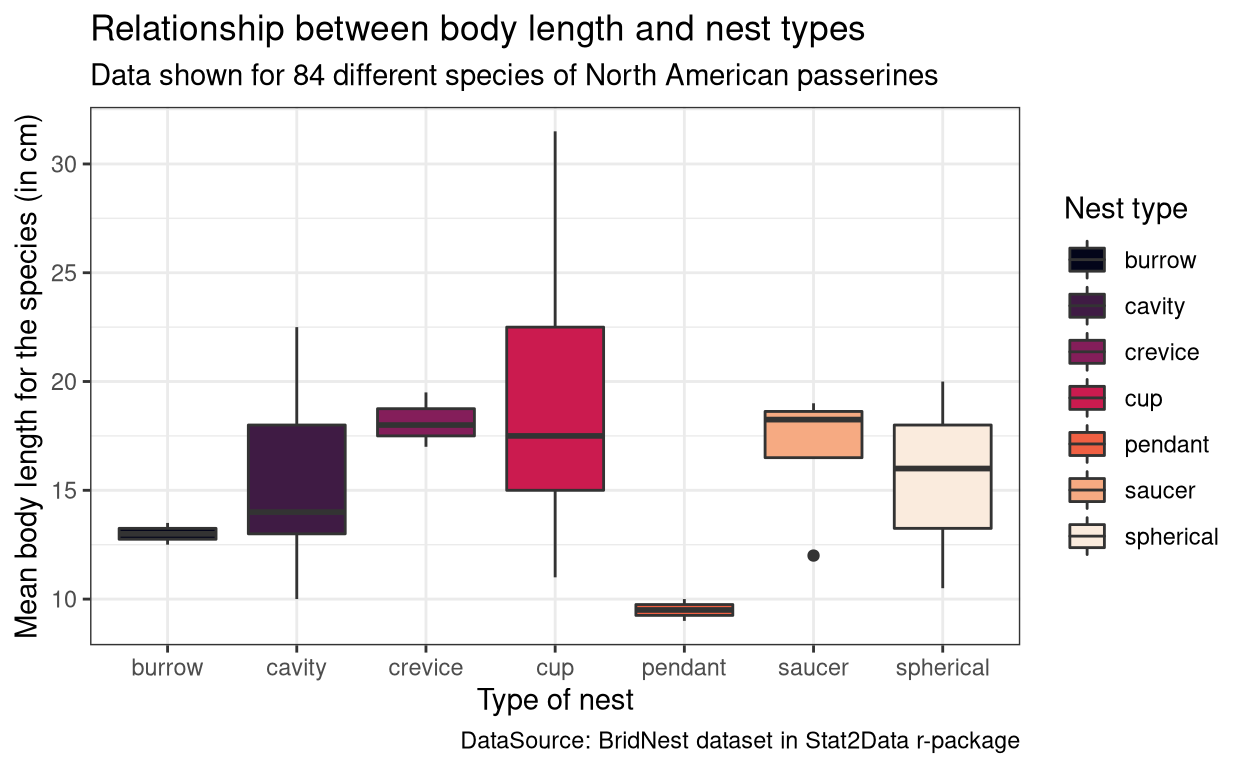 Relationship between body length and nest types
Data shown for 84 different species of North American passerines
Mean body length for the species (in cm)
30
25
20
15
10
burrow cavity crevice cup pendant saucer spherical
Type of nest
DataSource: BridNest dataset in Stat2Data r-package
Nest type
burrow
cavity
crevice
cup
pendant
saucer
spherical